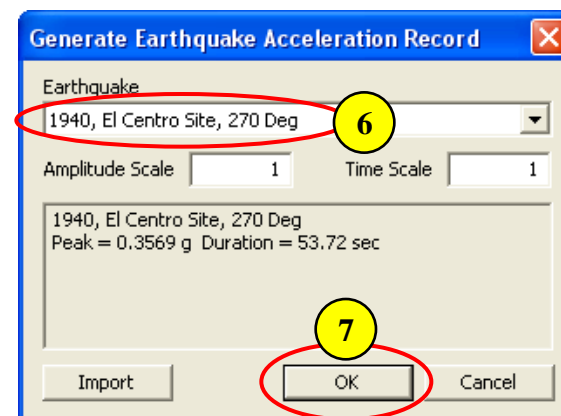 Generate Earthquake Acceleration Record
Earthquake
1940, El Centro Site, 270 Deg
6
Amplitude Scale 1 Time Scale 1
1940, El Centro Site, 270 Deg
Peak = 0.3569 g Duration = 53.72 sec
7
Import OK Cancel